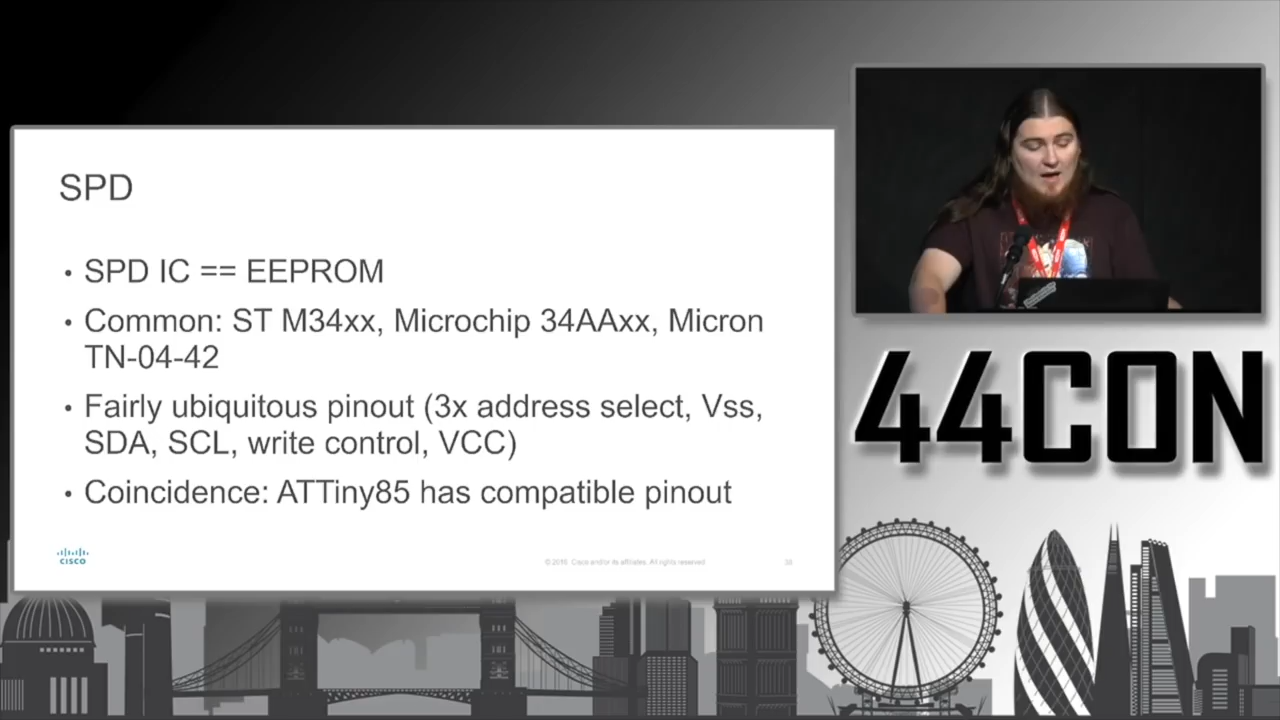 SPD
• SPD IC == EEPROM
• Common: ST M34xx, Microchip 34AAxx, Micron
TN-04-42
• Fairly ubiquitous pinout (3x address select, Vss,
SDA, SCL, write control, VCC)
• Coincidence: ATTiny85 has compatible pinout
CISCO
44CON